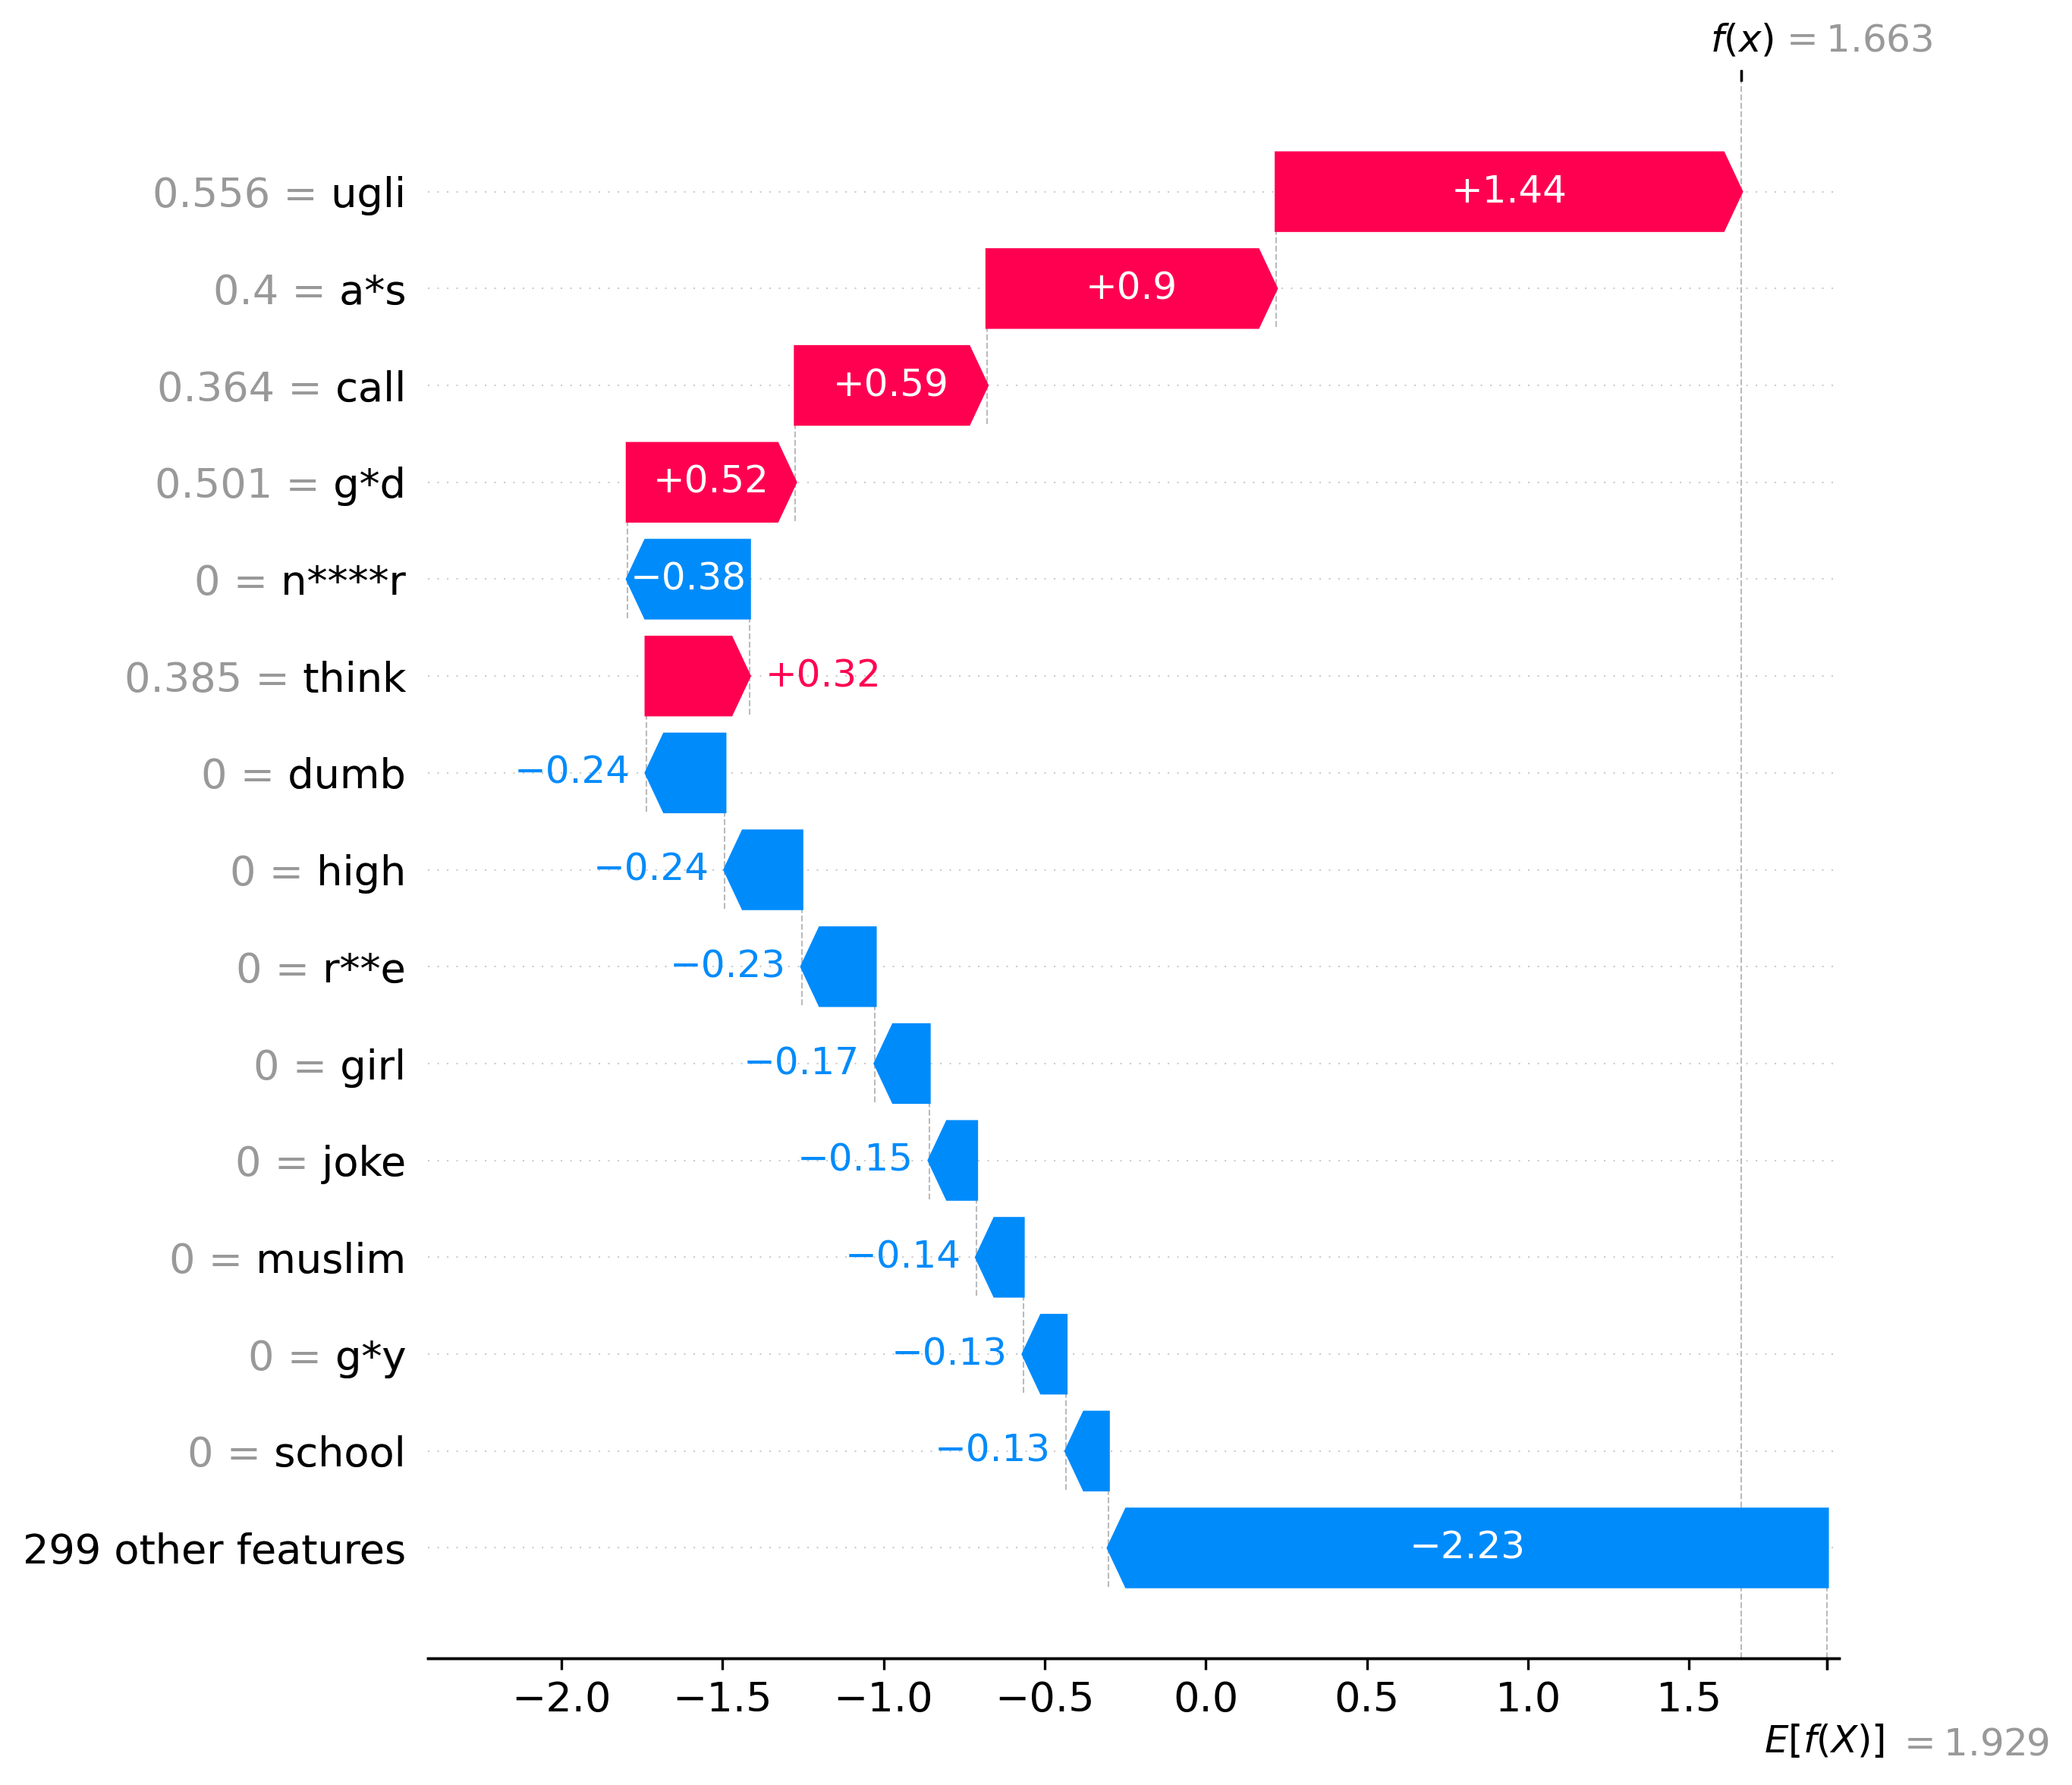 f(x) = 1.663
0.556 = ugli
+1.44
0.4 = a*s
+0.9
0.364 = call
+0.59
0.501 = g*d
+0.52
0 = n****r
−0.38
0.385 = think
+0.32
0 = dumb
−0.24
0 = high
−0.24
0 = r**e
−0.23
0 = girl
−0.17
0 = joke
−0.15
0 = muslim
−0.14
0 = g*y
−0.13
0 = school
−0.13
299 other features
−2.23
−2.0 −1.5 −1.0 −0.5 0.0 0.5 1.0 1.5
E[f(X)] = 1.929